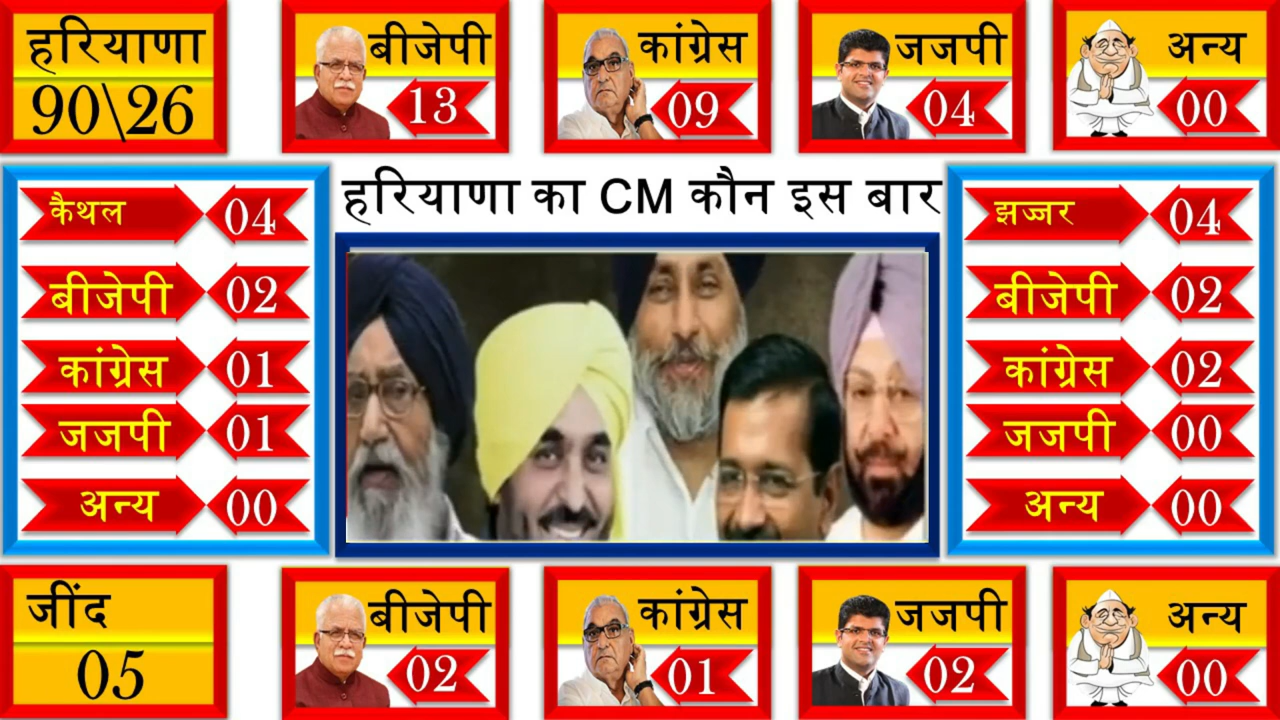 हरियाणा
90\26
बीजेपी
13
कांग्रेस
09
जजपी
04
अन्य
00
हरियाणा का CM कौन इस बार
कैथल 04
बीजेपी 02
कांग्रेस 01
जजपी 01
अन्य 00
झज्जर 04
बीजेपी 02
कांग्रेस 02
जजपी 00
अन्य 00
जींद
05
बीजेपी
02
कांग्रेस
01
जजपी
02
अन्य
00